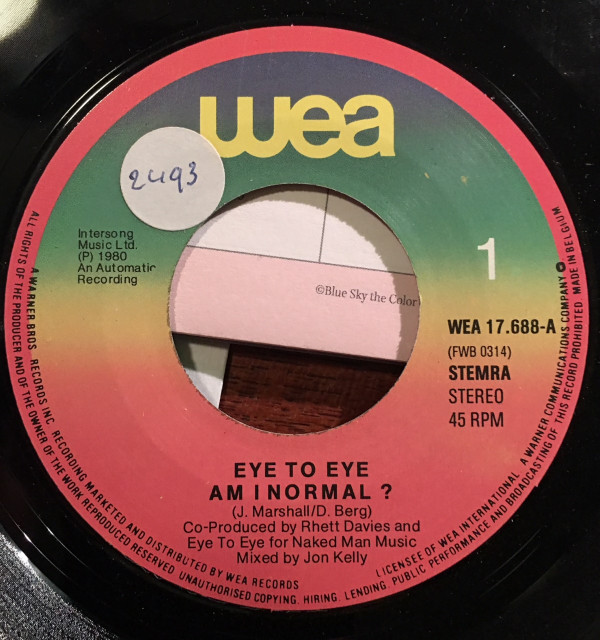 wea
2493
Intersong
Music Ltd.
(P) 1980
An Automatic
Recording
1
©Blue Sky the Color
WEA 17.688-A
(FWB 0314)
STEMRA
STEREO
45 RPM
EYE TO EYE
AM I NORMAL ?
(J. Marshall/D. Berg)
Co-Produced by Rhett Davies and
Eye To Eye for Naked Man Music
Mixed by Jon Kelly
ALL RIGHTS OF THE PRODUCER AND OF THE OWNER OF THE WORK REPRODUCED RESERVED. UNAUTHORISED COPYING. HIRING. LENDING. PUBLIC PERFORMANCE AND BROADCASTING OF THIS RECORD PROHIBITED. MADE IN BELGIUM.
A WARNER BROS. RECORDS INC. RECORDING MARKETED AND DISTRIBUTED BY WEA RECORDS
LICENSEE OF WEA INTERNATIONAL A WARNER COMMUNICATIONS COMPANY